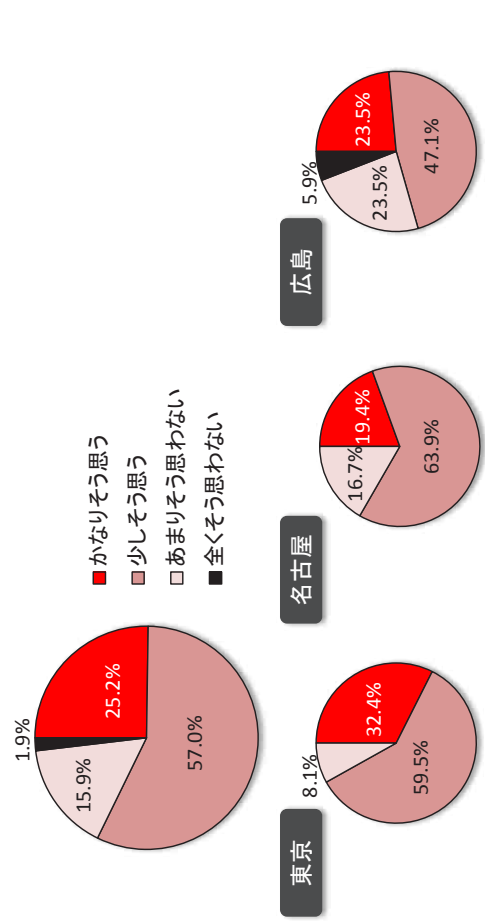 1.9%
25.2%
15.9%
57.0%
かなりそう思う
少しそう思う
あまりそう思わない
全くそう思わない
東京
8.1%
32.4%
59.5%
名古屋
16.7%
19.4%
63.9%
広島
5.9%
23.5%
23.5%
47.1%